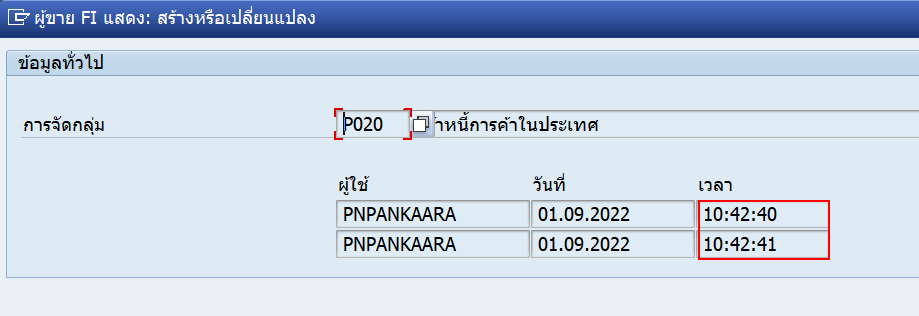 ผู้ขาย FI แสดง: สร้างหรือเปลี่ยนแปลง
ข้อมูลทั่วไป
การจัดกลุ่ม P020 าหนี้การค้าในประเทศ
ผู้ใช้ วันที่ เวลา
PNPANKAARA 01.09.2022 10:42:40
PNPANKAARA 01.09.2022 10:42:41